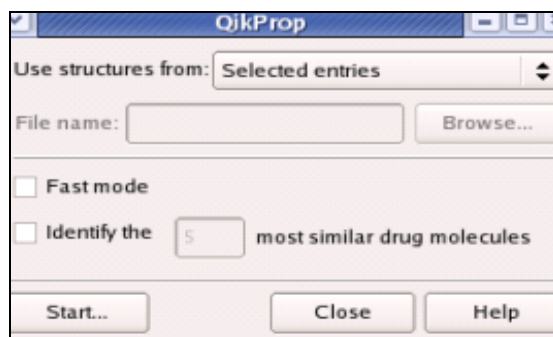 QikProp
Use structures from: Selected entries
File name: Browse...
Fast mode
Identify the 5 most similar drug molecules
Start... Close Help